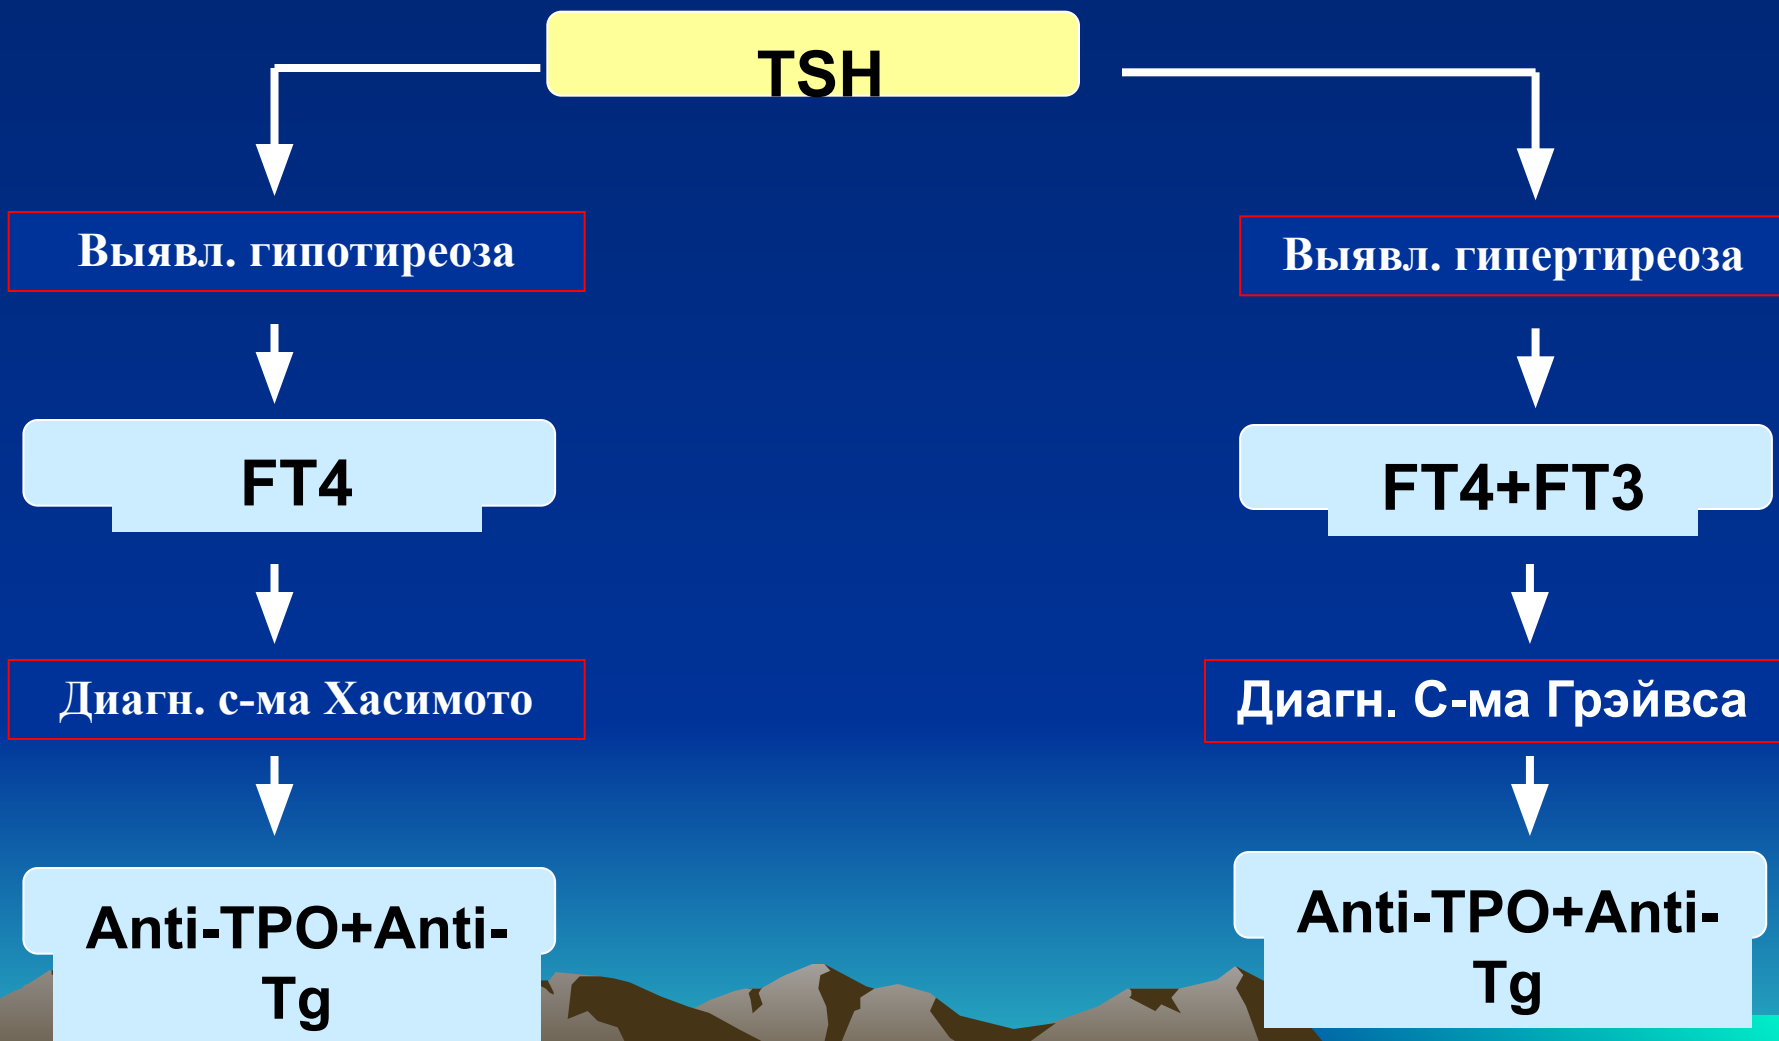 TSH
Выявл. гипотиреоза
Выявл. гипертиреоза
FT4
FT4+FT3
Диагн. с-ма Хасимото
Диагн. С-ма Грэйвса
Anti-TPO+Anti-
Tg
Anti-TPO+Anti-
Tg